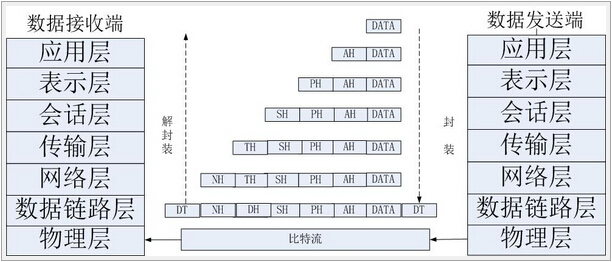 数据接收端
应用层
表示层
会话层
传输层
网络层
数据链路层
物理层
解封装
DATA
AH DATA
PH AH DATA
SH PH AH DATA
TH SH PH AH DATA
NH TH SH PH AH DATA
DT NH DH SH PH AH DATA DT
比特流
封装
数据发送端
应用层
表示层
会话层
传输层
网络层
数据链路层
物理层